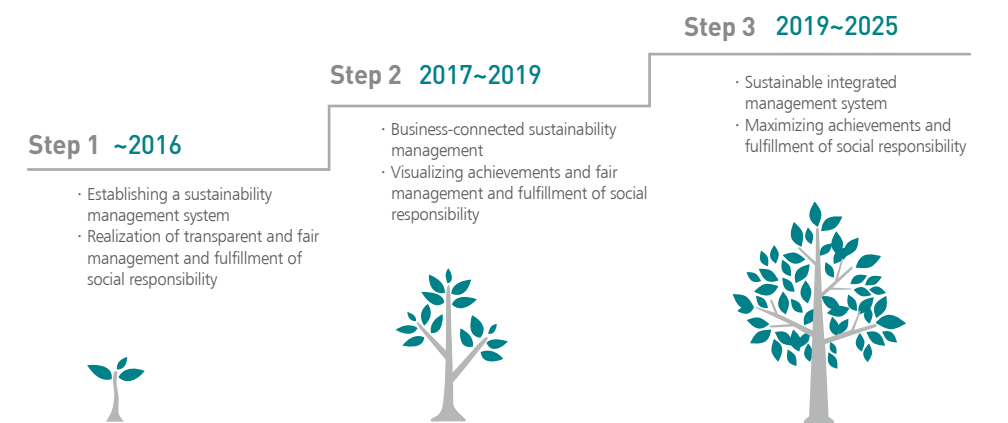 Step 1 ~2016
· Establishing a sustainability
management system
· Realization of transparent and fair
management and fulfillment of
social responsibility
Step 2 2017~2019
· Business-connected sustainability
management
· Visualizing achievements and fair
management and fulfillment of social
responsibility
Step 3 2019~2025
· Sustainable integrated
management system
· Maximizing achievements and
fulfillment of social responsibility